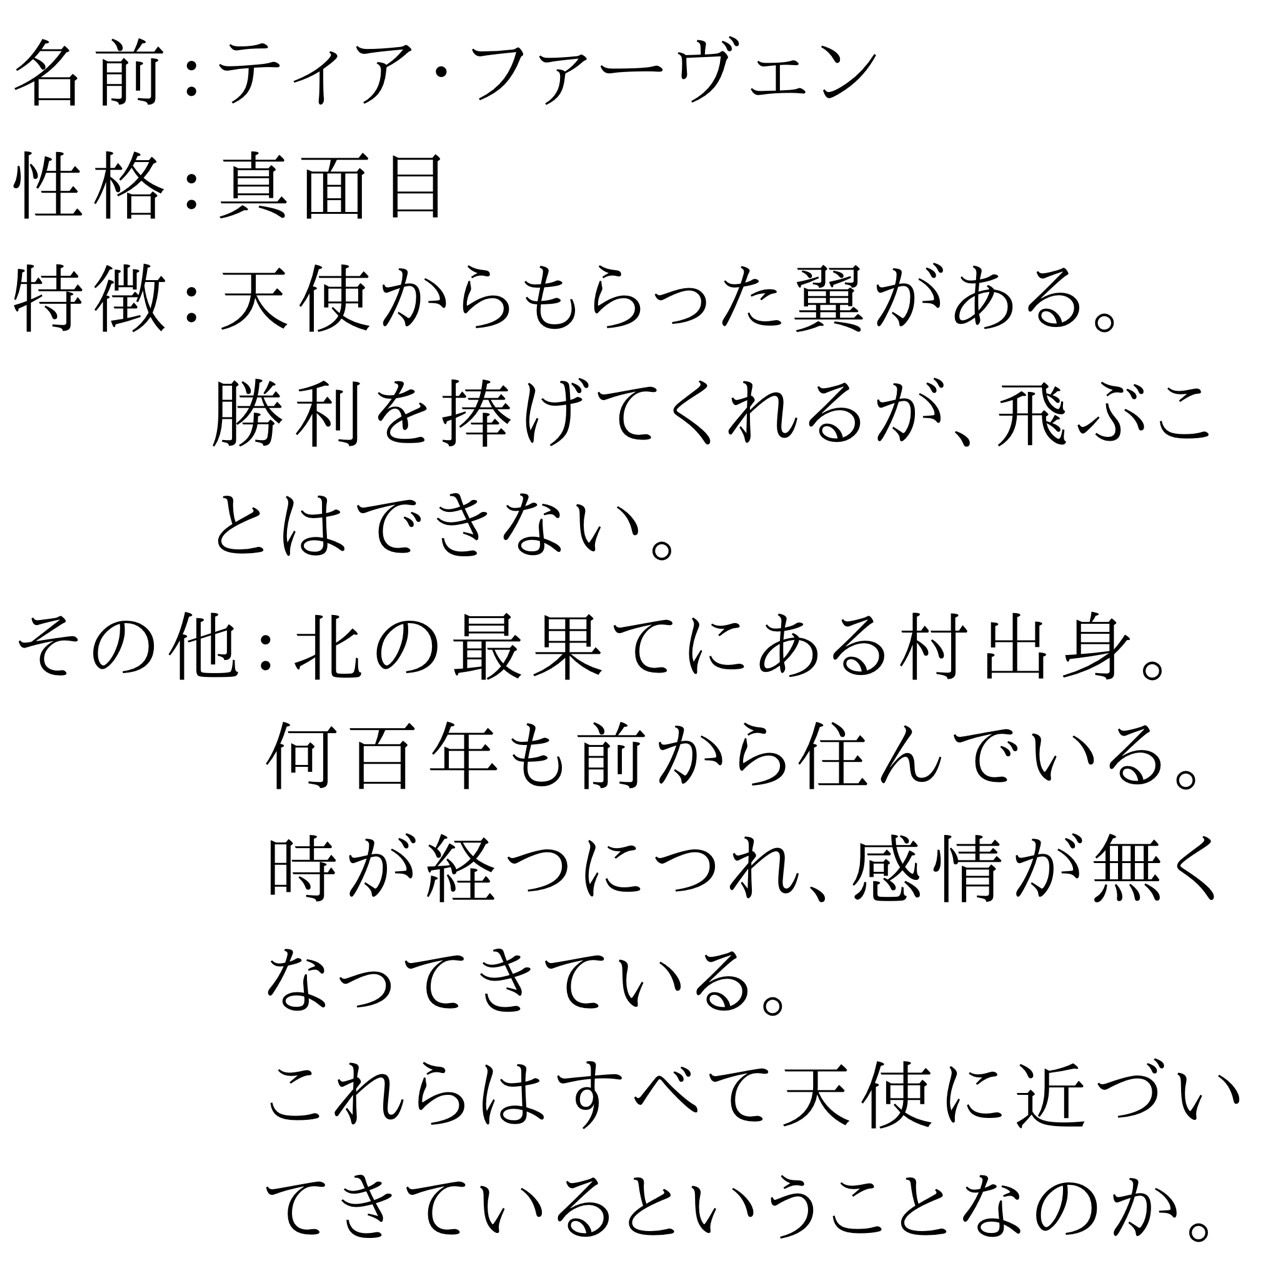 名前：ティア・ファーヴェン
性格：真面目
特徴：天使からもらった翼がある。
勝利を捧げてくれるが、飛ぶこ
とはできない。
その他：北の最果てにある村出身。
何百年も前から住んでいる。
時が経つにつれ、感情が無く
なってきている。
これらはすべて天使に近づい
てきているということなのか。